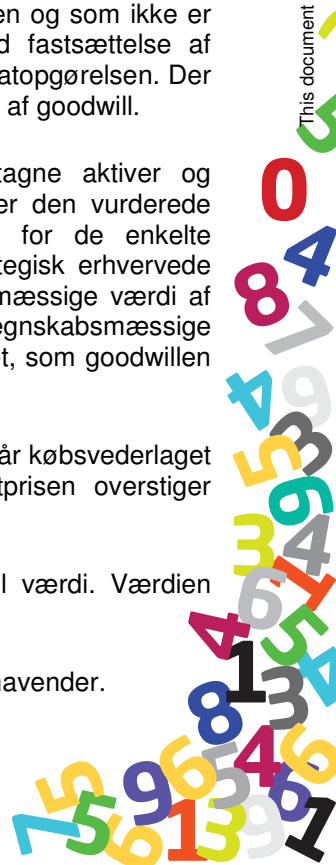 en og som ikke er
d fastsættelse af
atopgørelsen. Der
af goodwill.
tagne aktiver og
er den vurderede
for de enkelte
tegisk erhvervede
mæssige værdi af
egnskabsmæssige
et, som goodwillen
år købsvederlaget
tprisen overstiger
l værdi. Værdien
navender.
This document